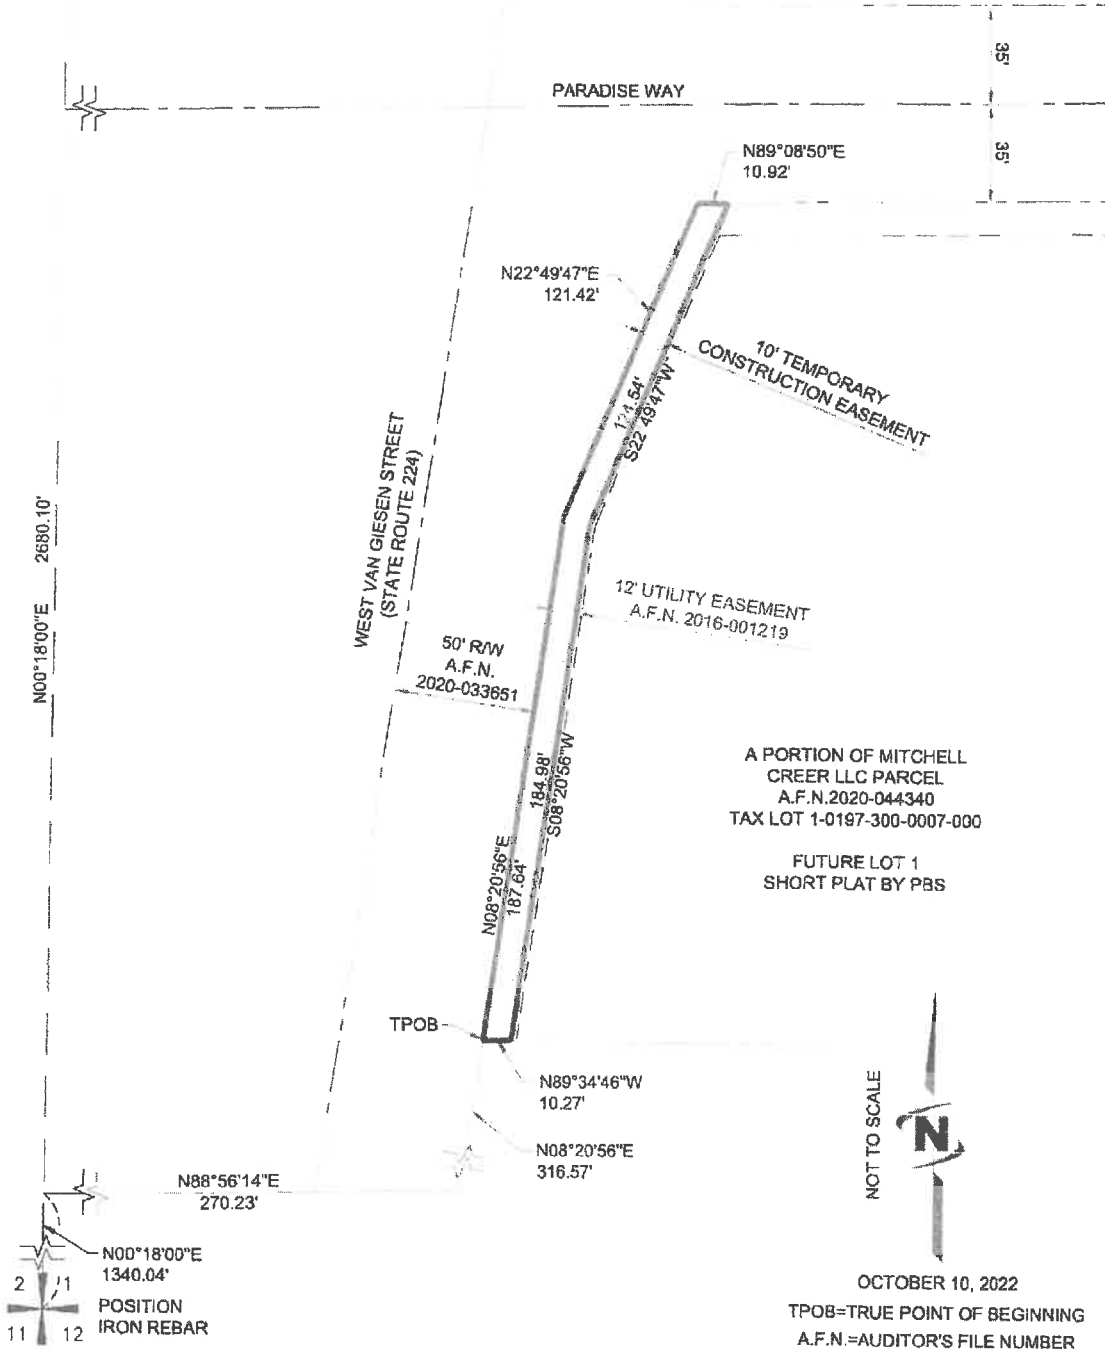 35'
PARADISE WAY
35'
N89°08'50"E
10.92'
N22°49'47"E
121.42'
10' TEMPORARY
CONSTRUCTION EASEMENT
124.54'
S22°49'47"W
WEST VAN GIESEN STREET
(STATE ROUTE 224)
N00°18'00"E 2680.10'
12' UTILITY EASEMENT
A.F.N. 2016-001219
50' R/W
A.F.N.
2020-033651
184.98'
S08°20'56"W
A PORTION OF MITCHELL
CREER LLC PARCEL
A.F.N.2020-044340
TAX LOT 1-0197-300-0007-000
FUTURE LOT 1
SHORT PLAT BY PBS
N08°20'56"E
187.64'
TPOB
N89°34'46"W
10.27'
N08°20'56"E
316.57'
N88°56'14"E
270.23'
N00°18'00"E
1340.04'
2 1
11 12
POSITION
IRON REBAR
NOT TO SCALE
N
OCTOBER 10, 2022
TPOB=TRUE POINT OF BEGINNING
A.F.N.=AUDITOR'S FILE NUMBER